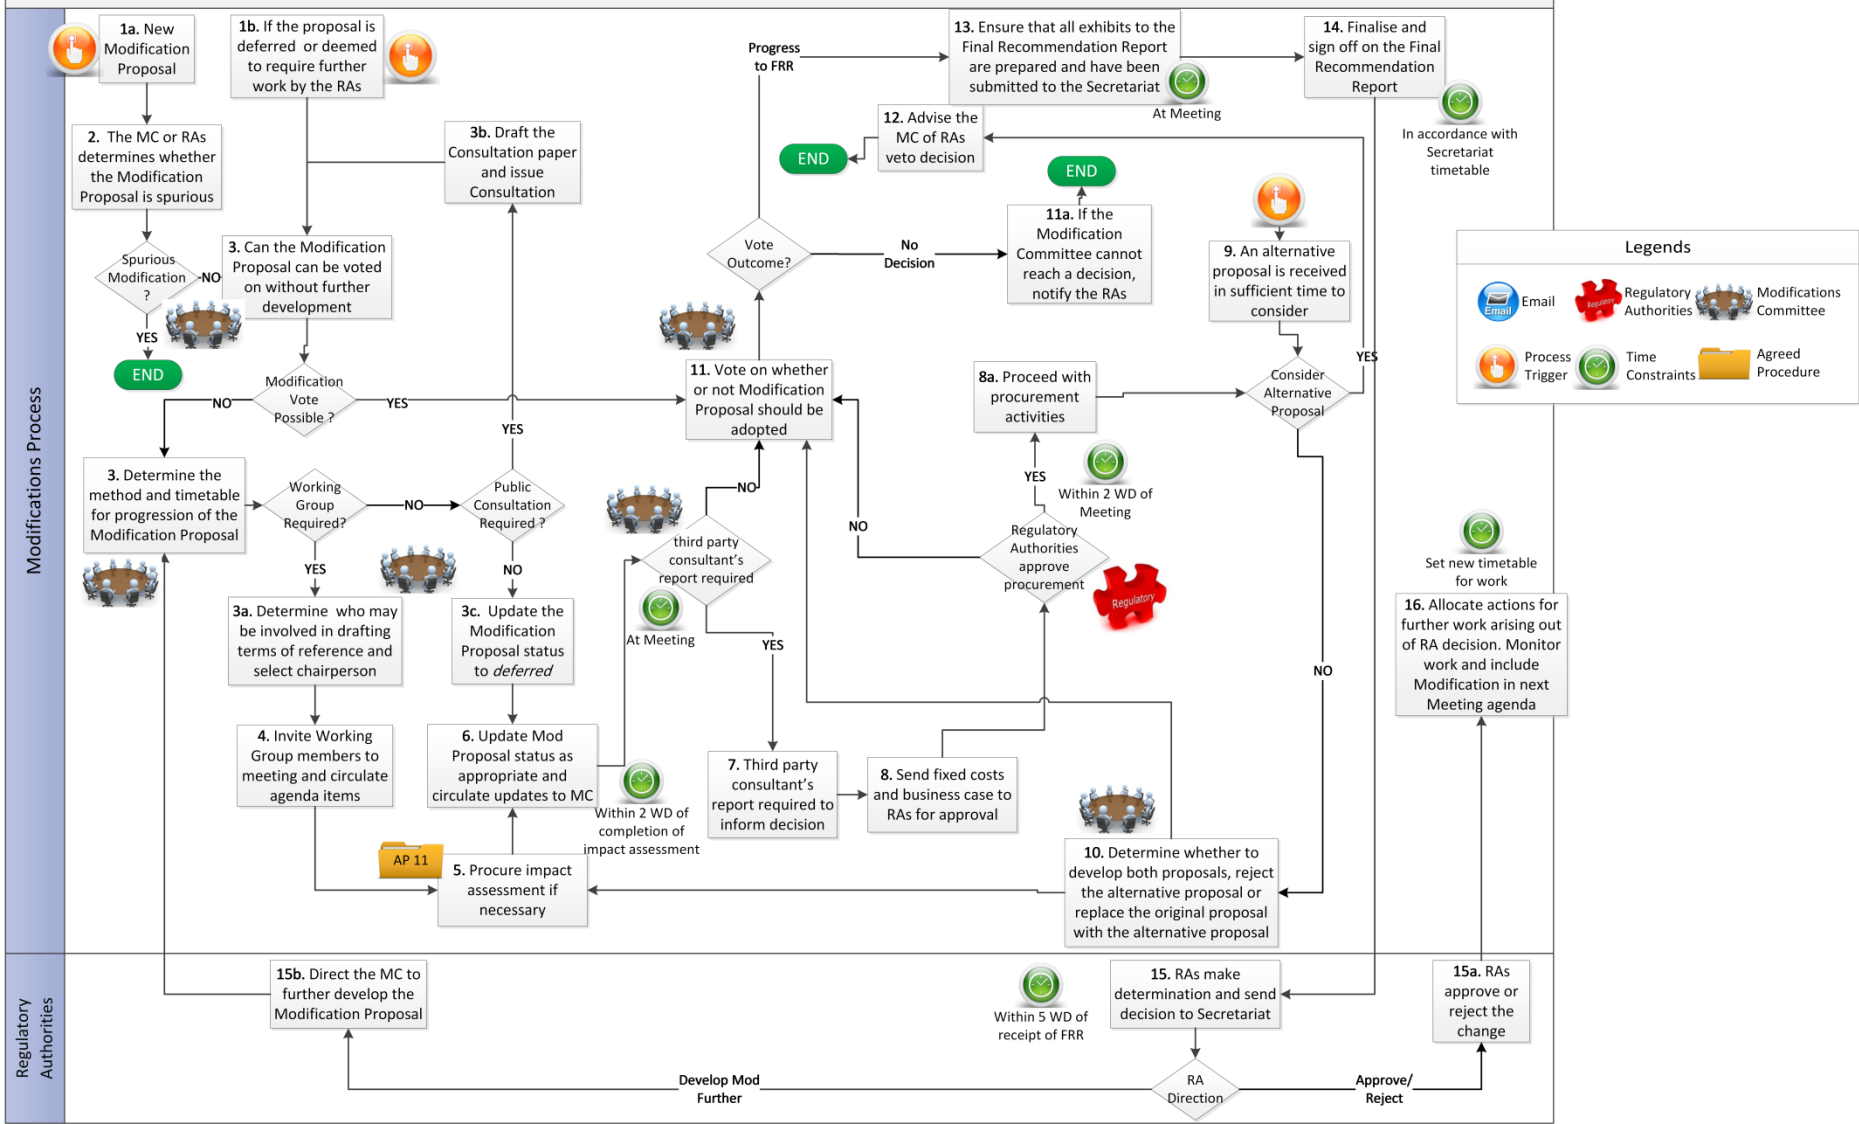 Modifications Process
Regulatory
Authorities
1a. New
Modification
Proposal
1b. If the proposal is
deferred or deemed
to require further
work by the RAs
2. The MC or RAs
determines whether
the Modification
Proposal is spurious
Spurious
Modification
?
NO
YES
END
3. Can the Modification
Proposal can be voted
on without further
development
3b. Draft the
Consultation paper
and issue
Consultation
Modification
Vote
Possible ?
NO
YES
3. Determine the
method and timetable
for progression of the
Modification Proposal
Working
Group
Required?
NO
YES
Public
Consultation
Required ?
YES
NO
3a. Determine who may
be involved in drafting
terms of reference and
select chairperson
3c. Update the
Modification
Proposal status
to deferred
4. Invite Working
Group members to
meeting and circulate
agenda items
6. Update Mod
Proposal status as
appropriate and
circulate updates to MC
Within 2 WD of
completion of
impact assessment
AP 11
5. Procure impact
assessment if
necessary
Progress
to FRR
Vote
Outcome?
No
Decision
11. Vote on whether
or not Modification
Proposal should be
adopted
NO
third party
consultant's
report required
At Meeting
YES
7. Third party
consultant's
report required to
inform decision
8. Send fixed costs
and business case to
RAs for approval
13. Ensure that all exhibits to the
Final Recommendation Report
are prepared and have been
submitted to the Secretariat
At Meeting
14. Finalise and
sign off on the Final
Recommendation
Report
In accordance with
Secretariat
timetable
12. Advise the
MC of RAs
veto decision
END
END
11a. If the
Modification
Committee cannot
reach a decision,
notify the RAs
9. An alternative
proposal is received
in sufficient time to
consider
Consider
Alternative
Proposal
YES
NO
8a. Proceed with
procurement
activities
YES
Within 2 WD of
Meeting
Regulatory
Authorities
approve
procurement
NO
Regulatory
10. Determine whether to
develop both proposals, reject
the alternative proposal or
replace the original proposal
with the alternative proposal
Legends
Email
Email
Regulatory
Regulatory
Authorities
Modifications
Committee
Process
Trigger
Time
Constraints
Agreed
Procedure
Set new timetable
for work
16. Allocate actions for
further work arising out
of RA decision. Monitor
work and include
Modification in next
Meeting agenda
15b. Direct the MC to
further develop the
Modification Proposal
Within 5 WD of
receipt of FRR
15. RAs make
determination and send
decision to Secretariat
15a. RAs
approve or
reject the
change
Develop Mod
Further
RA
Direction
Approve/
Reject